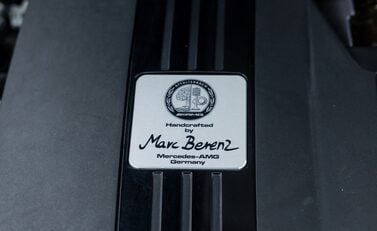 Handcrafted
by
Marc Berenz
Mercedes-AMG
Germany